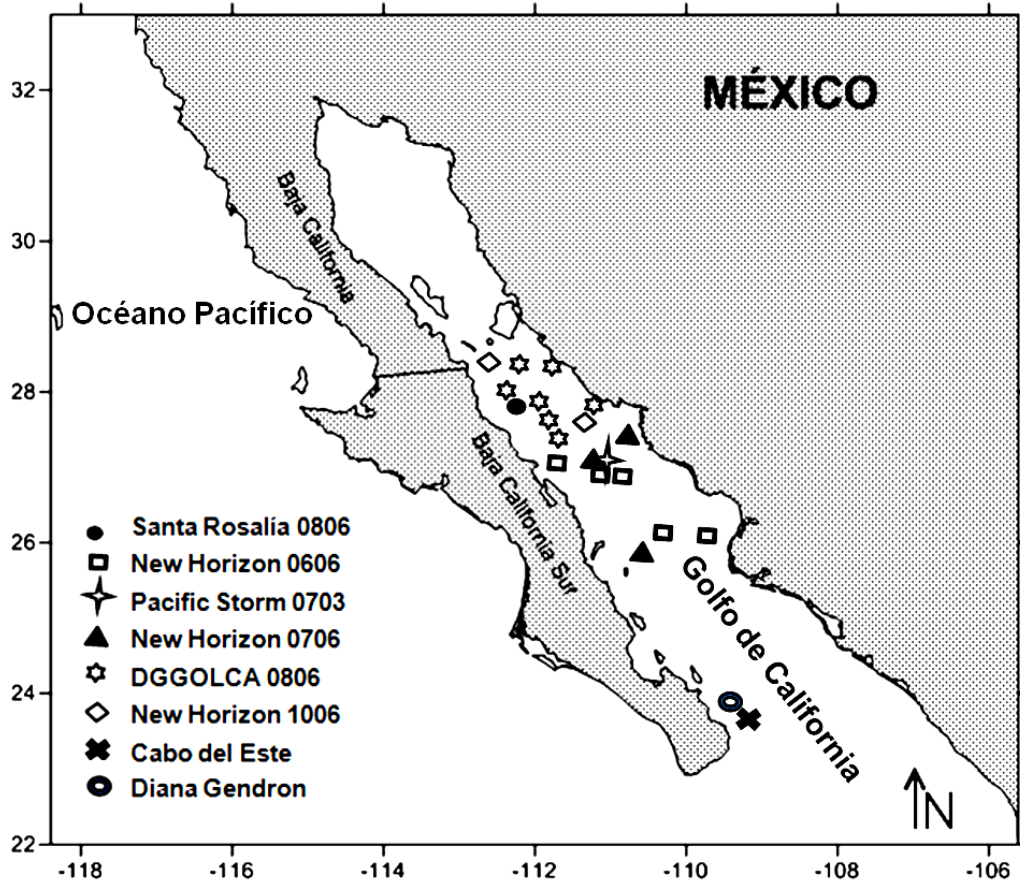 MÉXICO
Baja California
Océano Pacífico
Baja California Sur
Golfo de California
Santa Rosalía 0806
New Horizon 0606
Pacific Storm 0703
New Horizon 0706
DGGOLCA 0806
New Horizon 1006
Cabo del Este
Diana Gendron
N
32
30
28
26
24
22
-118 -116 -114 -112 -110 -108 -106